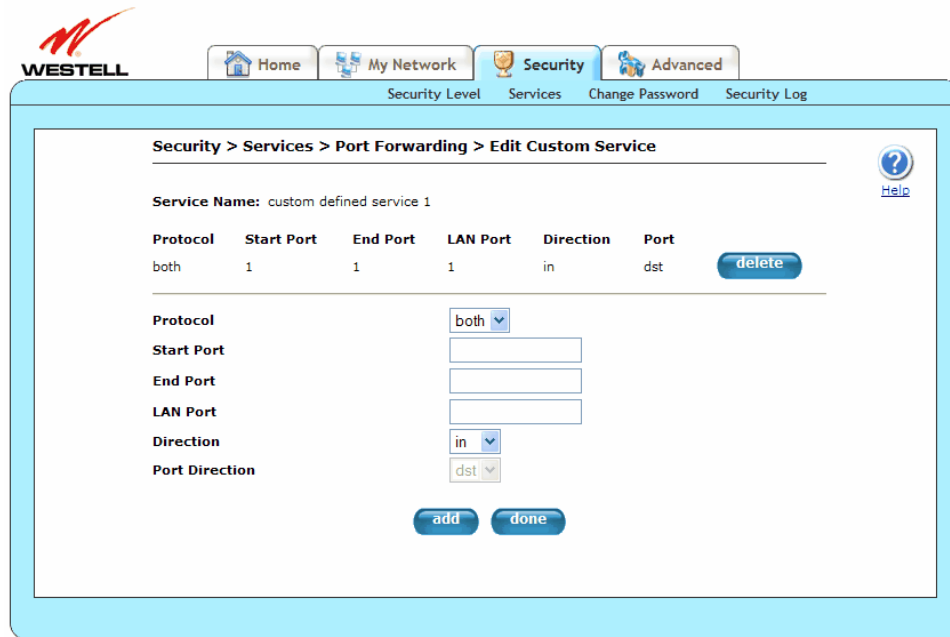 WESTELL
Home My Network Security Advanced
Security Level Services Change Password Security Log
Security > Services > Port Forwarding > Edit Custom Service
?
Help
Service Name: custom defined service 1
Protocol Start Port End Port LAN Port Direction Port
both 1 1 1 in dst delete
Protocol both
Start Port
End Port
LAN Port
Direction in
Port Direction dst
add done